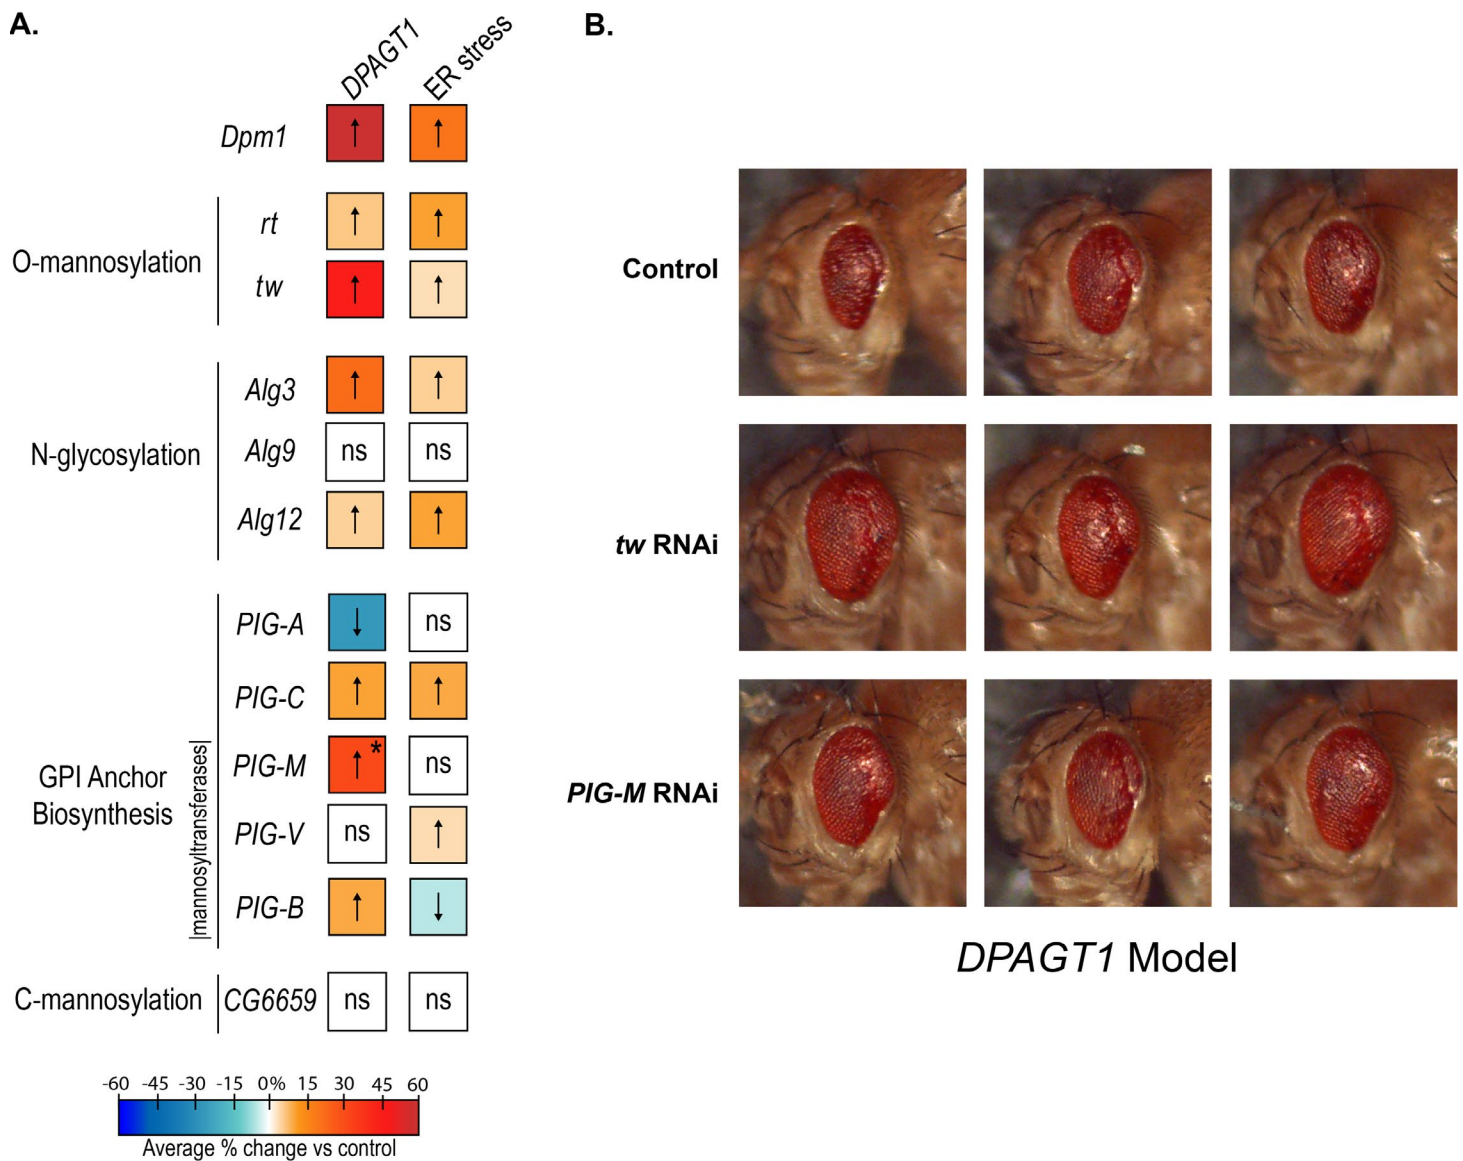 A.
DPAGT1
ER stress
Dpm1
↑
↑
O-mannosylation
rt
↑
↑
tw
↑
↑
N-glycosylation
Alg3
↑
↑
Alg9
ns
ns
Alg12
↑
↑
GPI Anchor
Biosynthesis
|mannosyltransferases|
PIG-A
↓
ns
PIG-C
↑
↑
PIG-M
↑*
ns
PIG-V
ns
↑
PIG-B
↑
↓
C-mannosylation
CG6659
ns
ns
-60 -45 -30 -15 0% 15 30 45 60
Average % change vs control
B.
Control
tw RNAi
PIG-M RNAi
DPAGT1 Model